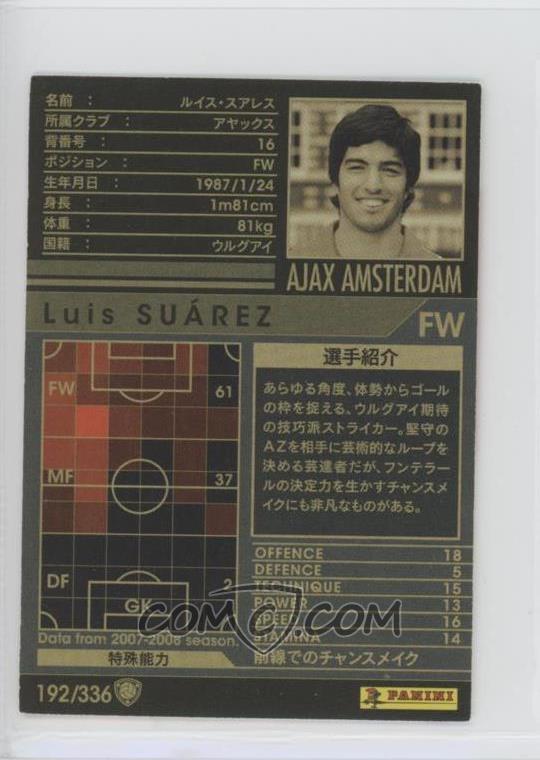 名前 : ルイス・スアレス
所属クラブ : アヤックス
背番号 : 16
ポジション : FW
生年月日 : 1987/1/24
身長 : 1m81cm
体重 : 81kg
国籍 : ウルグアイ
AJAX AMSTERDAM
Luis SUÁREZ
FW
FW 61
MF 37
DF 2
GK
Data from 2007-2008 season.
選手紹介
あらゆる角度、体勢からゴール
の枠を捉える、ウルグアイ期待
の技巧派ストライカー。堅守の
AZを相手に芸術的なループを
決める芸達者だが、フンテラー
ルの決定力を生かすチャンスメ
イクにも非凡なものがある。
OFFENCE 18
DEFENCE 5
TECHNIQUE 15
POWER 13
SPEED 16
STAMINA 14
特殊能力
前線でのチャンスメイク
192/336
PANINI
COMC.COM